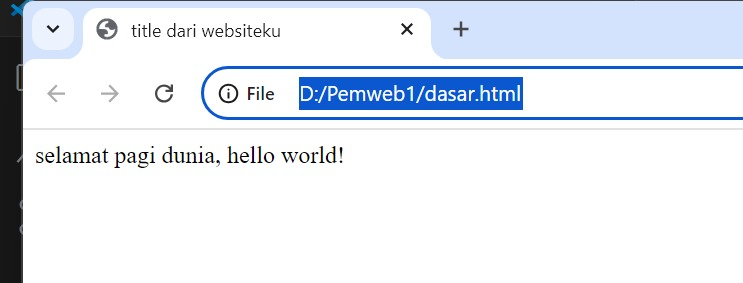 title dari websiteku
File D:/Pemweb1/dasar.html
selamat pagi dunia, hello world!